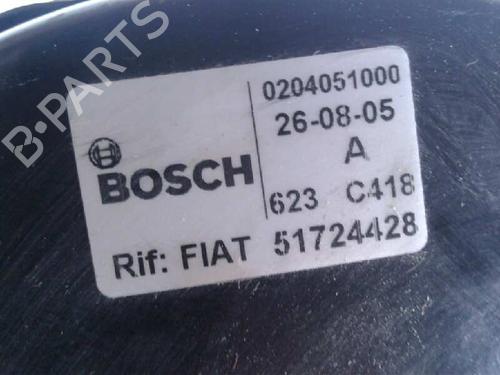 B-PARTS
0204051000
26-08-05
A
BOSCH
623 C418
Rif: FIAT 51724428